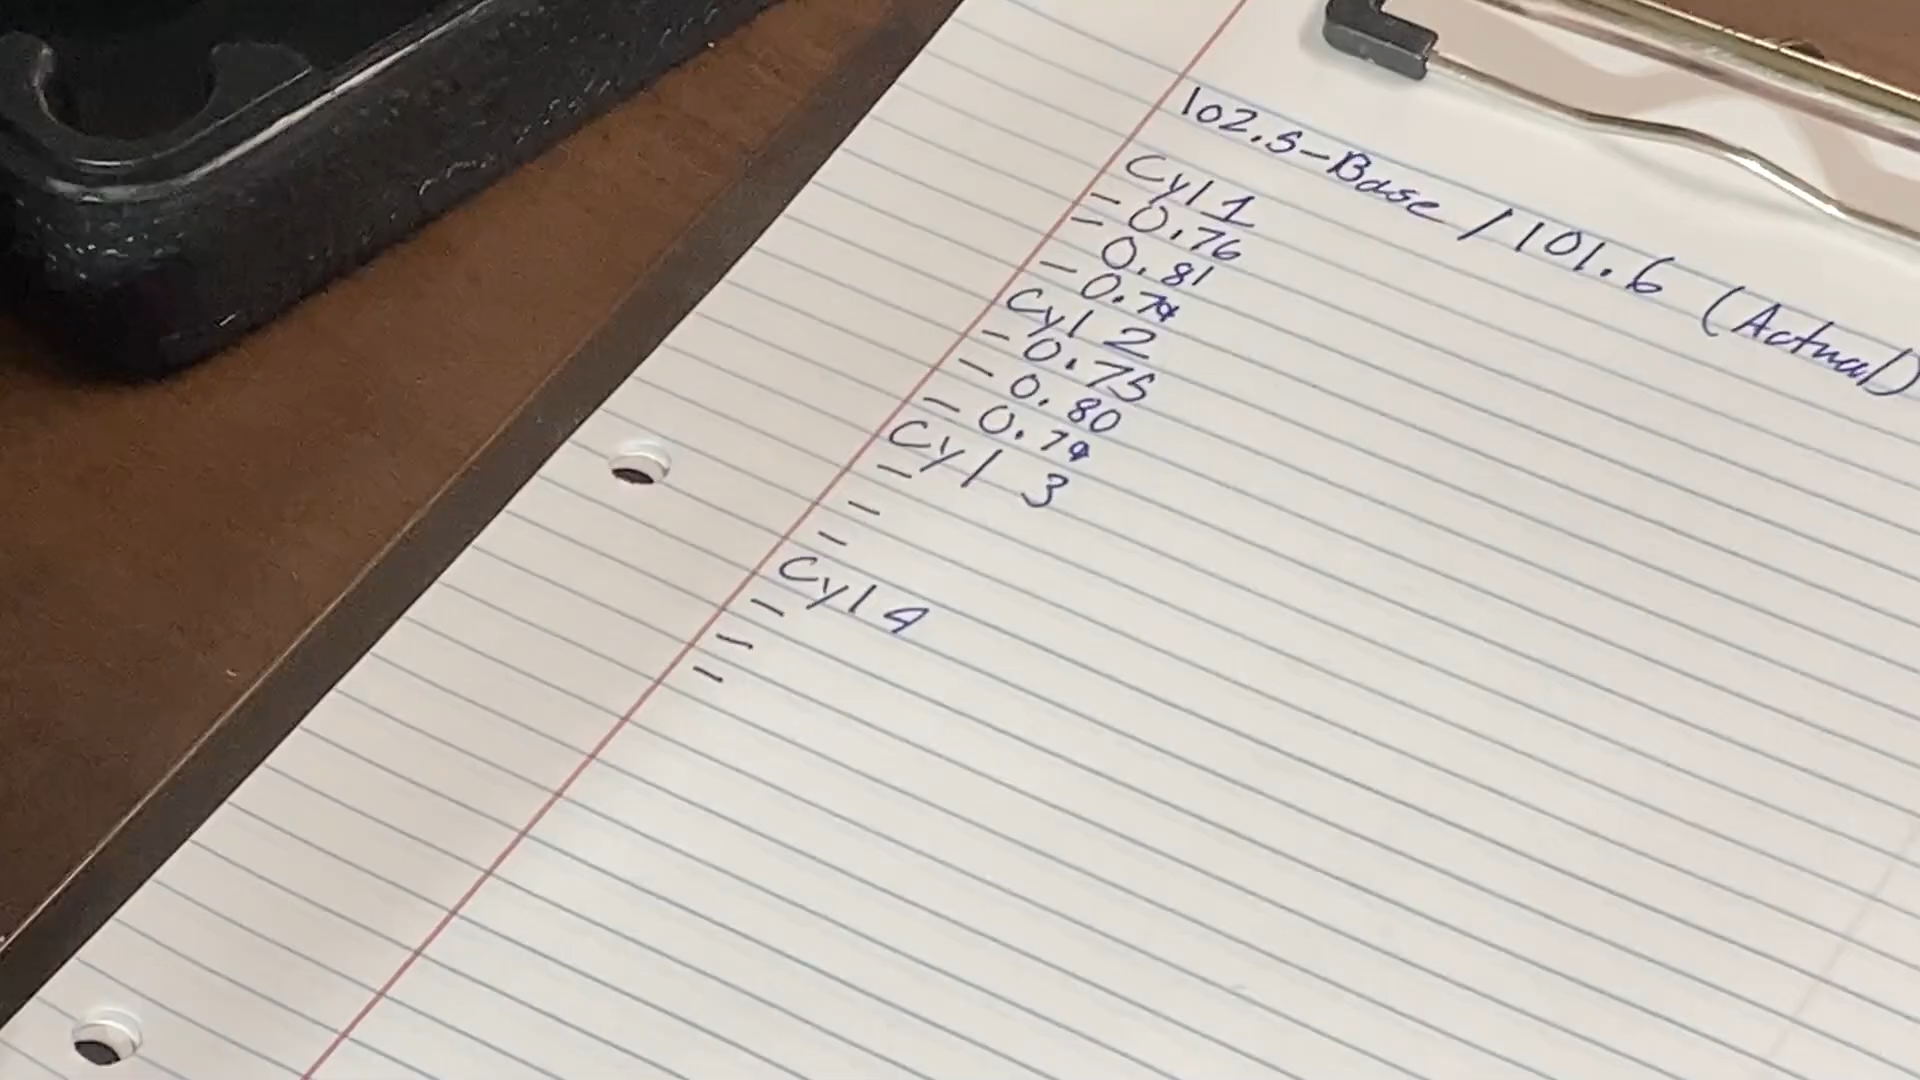 102.5-Base / 101.6 (Actual)
Cyl 1
- 0.76
- 0.81
- 0.79
Cyl 2
- 0.75
- 0.80
- 0.79
Cyl 3
-
-
-
Cyl 4
-
-
-